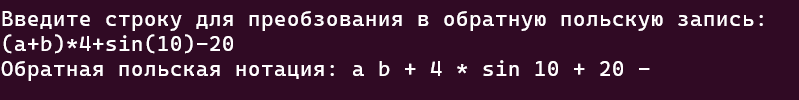 Введите строку для преобзования в обратную польскую запись:
(a+b)*4+sin(10)-20
Обратная польская нотация: a b + 4 * sin 10 + 20 -